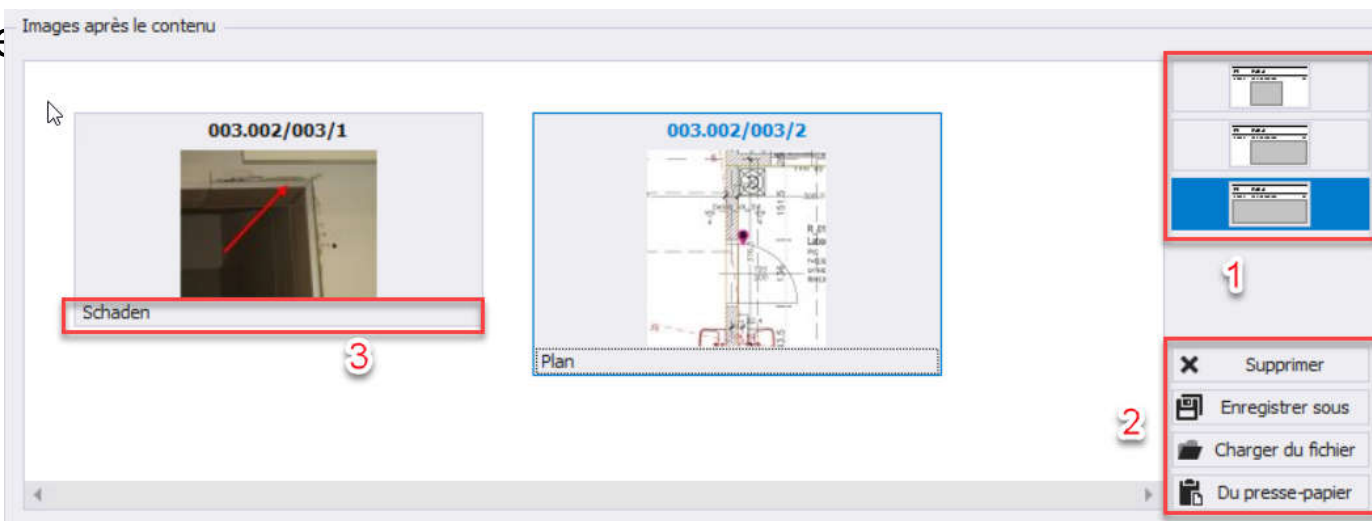 Images après le contenu
003.002/003/1
003.002/003/2
Schaden
Plan
1
3
2
Supprimer
Enregistrer sous
Charger du fichier
Du presse-papier